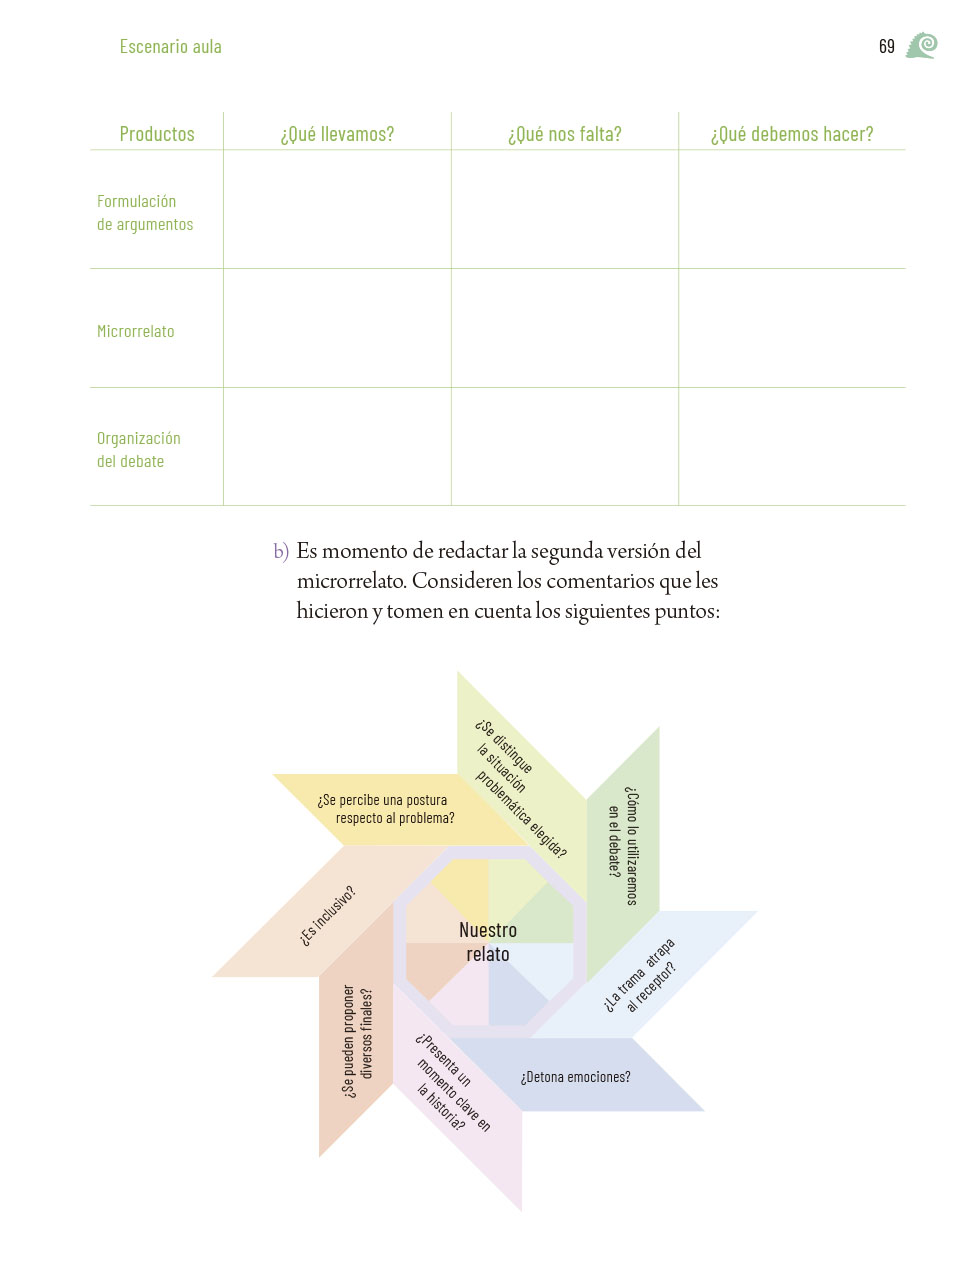 Escenario aula
69
Productos
¿Qué llevamos?
¿Qué nos falta?
¿Qué debemos hacer?
Formulación
de argumentos
Microrrelato
Organización
del debate
b) Es momento de redactar la segunda versión del
microrrelato. Consideren los comentarios que les
hicieron y tomen en cuenta los siguientes puntos:
¿Se distingue
la situación
problemática elegida?
¿Cómo lo utilizaremos
en el debate?
¿La trama atrapa
al receptor?
¿Detona emociones?
¿Presenta un
momento clave en
la historia?
¿Se pueden proponer
diversos finales?
¿Es inclusivo?
¿Se percibe una postura
respecto al problema?
Nuestro
relato